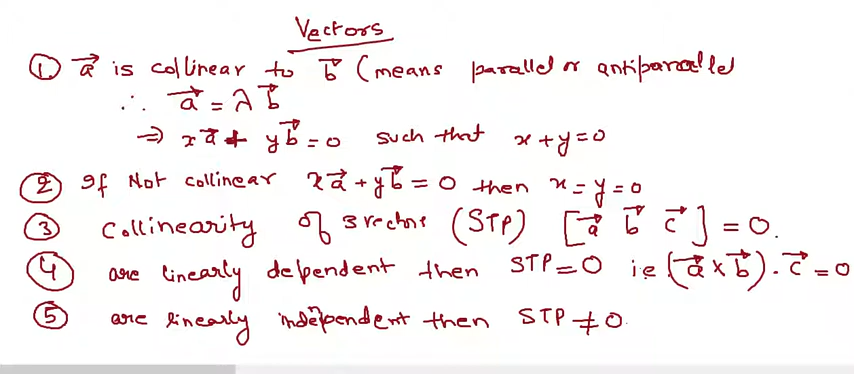 Vectors
① a⃗ is collinear to b⃗ (means parallel or antiparallel
∴ a⃗ = λ b⃗
⇒ x a⃗ + y b⃗ = 0 such that x + y = 0
② If Not collinear x a⃗ + y b⃗ = 0 then x = y = 0
③ Collinearity of 3 vectors (STP) [a⃗ b⃗ c⃗] = 0.
④ are linearly dependent then STP = 0 i.e (a⃗ × b⃗) . c⃗ = 0
⑤ are linearly independent then STP ≠ 0.